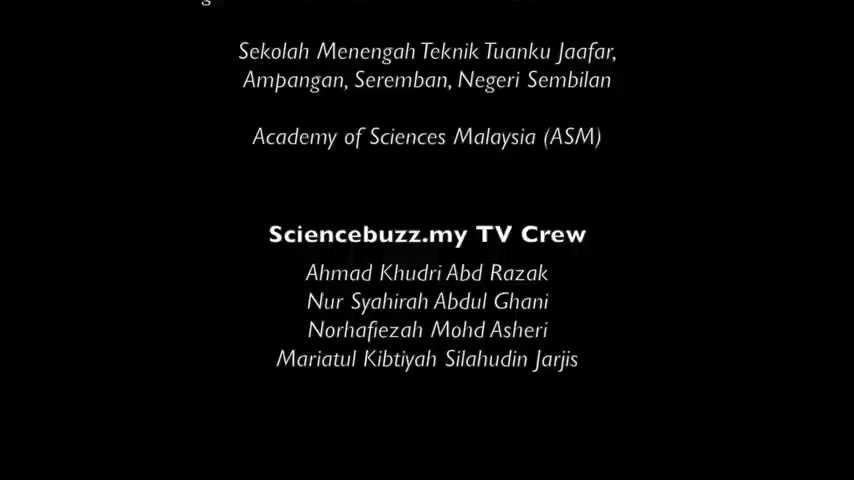 Sekolah Menengah Teknik Tuanku Jaafar,
Ampangan, Seremban, Negeri Sembilan
Academy of Sciences Malaysia (ASM)
Sciencebuzz.my TV Crew
Ahmad Khudri Abd Razak
Nur Syahirah Abdul Ghani
Norhafiezah Mohd Asheri
Mariatul Kibtiyah Silahudin Jarjis